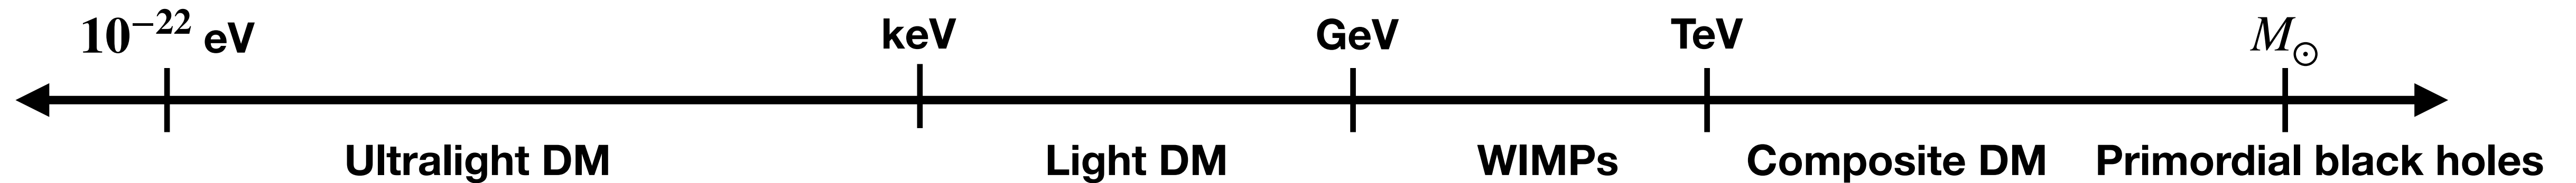 10⁻²² eV keV GeV TeV M☉
Ultralight DM Light DM WIMPs Composite DM Primordial black holes